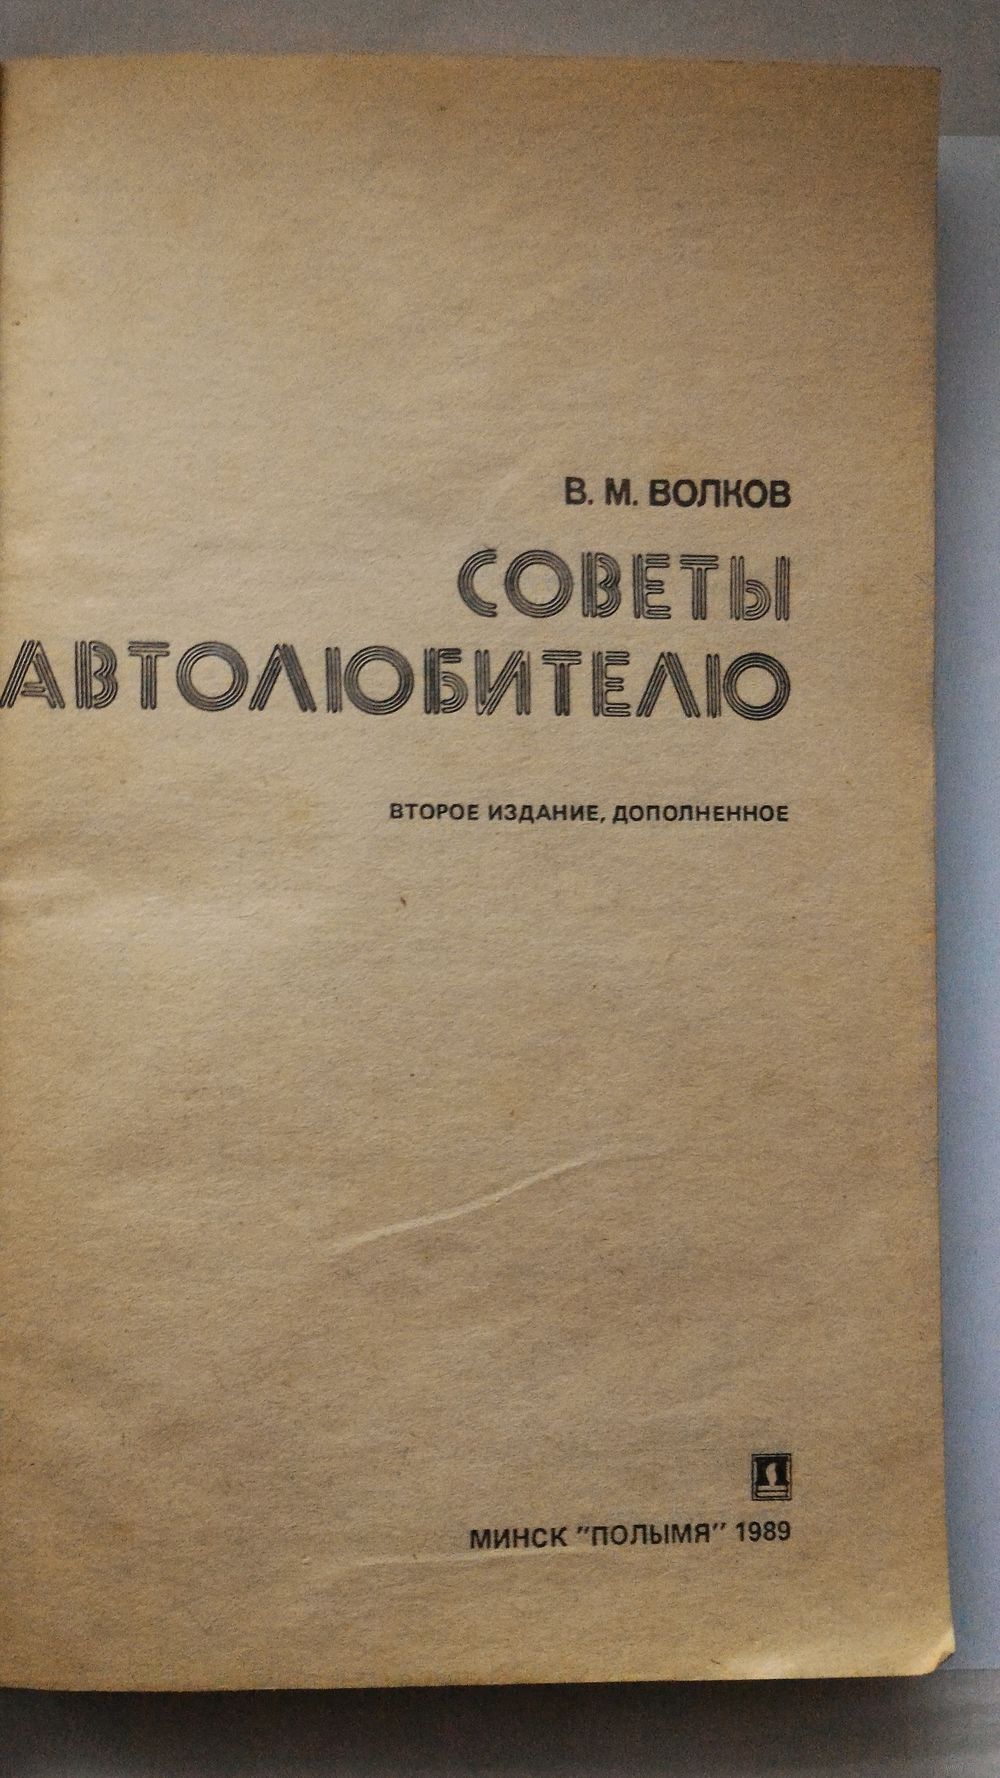 В. М. ВОЛКОВ
СОВЕТЫ
АВТОЛЮБИТЕЛЮ
ВТОРОЕ ИЗДАНИЕ, ДОПОЛНЕННОЕ
П
МИНСК "ПОЛЫМЯ" 1989